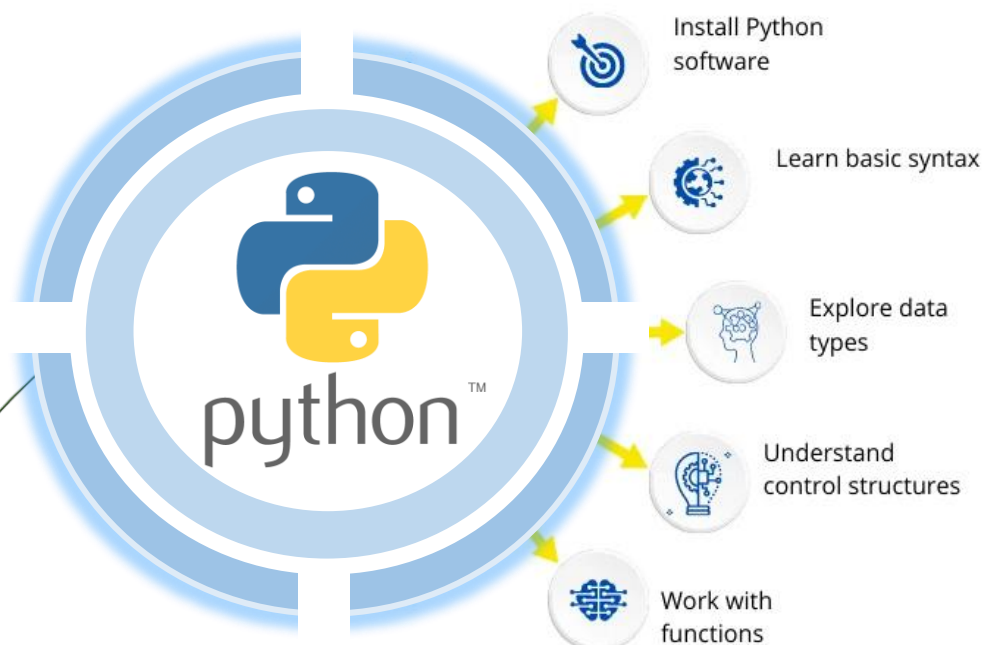 Install Python
software
Learn basic syntax
Explore data
types
python™
Understand
control structures
Work with
functions